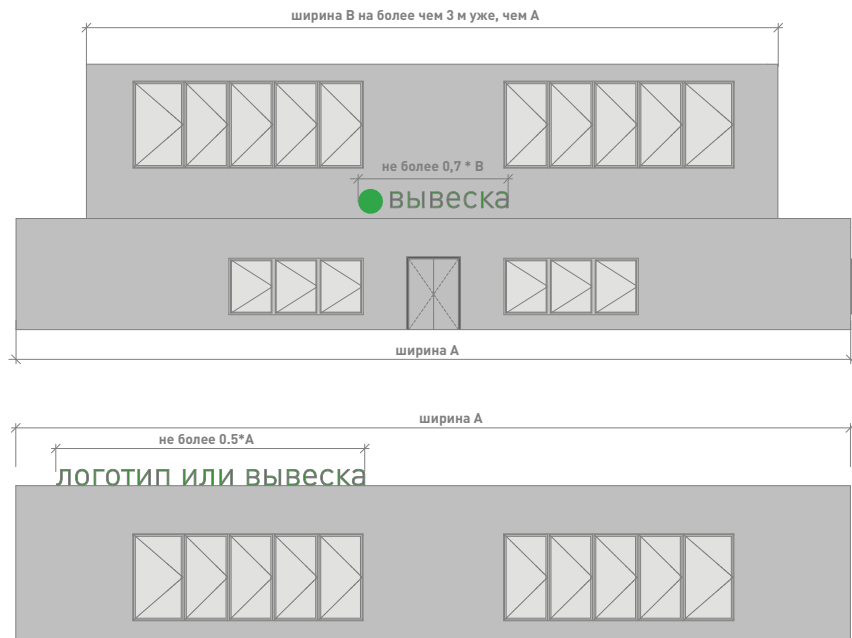 ширина B на более чем 3 м уже, чем A
не более 0,7 * B
вывеска
ширина A
ширина A
не более 0.5*A
логотип или вывеска